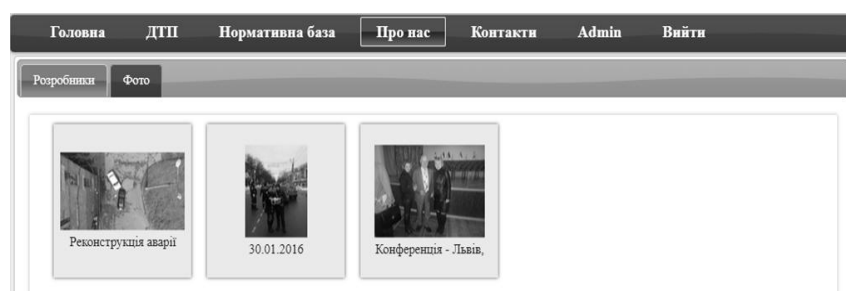 Головна ДТП Нормативна база Про нас Контакти Admin Вийти
Розробники Фото
Реконструкція аварії 30.01.2016 Конференція - Львів,